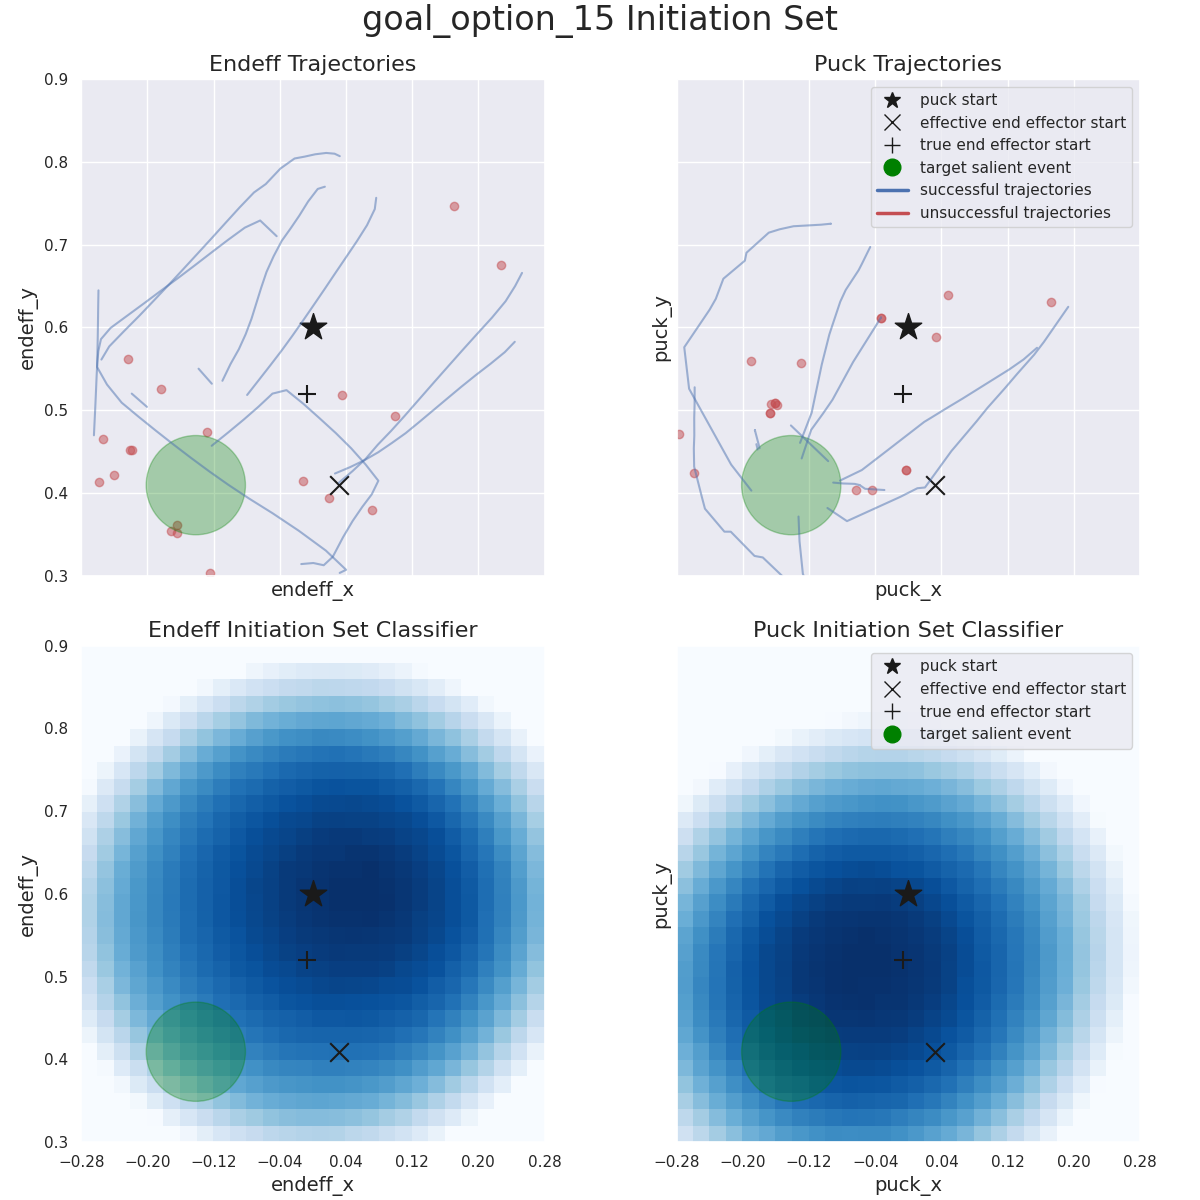 goal_option_15 Initiation Set
Endeff Trajectories
Puck Trajectories
0.9
0.8
0.7
0.6
0.5
0.4
0.3
endeff_y
endeff_x
puck_y
puck_x
puck start
effective end effector start
true end effector start
target salient event
successful trajectories
unsuccessful trajectories
Endeff Initiation Set Classifier
Puck Initiation Set Classifier
0.9
0.8
0.7
0.6
0.5
0.4
0.3
endeff_y
−0.28 −0.20 −0.12 −0.04 0.04 0.12 0.20 0.28
endeff_x
puck_y
puck start
effective end effector start
true end effector start
target salient event
−0.28 −0.20 −0.12 −0.04 0.04 0.12 0.20 0.28
puck_x